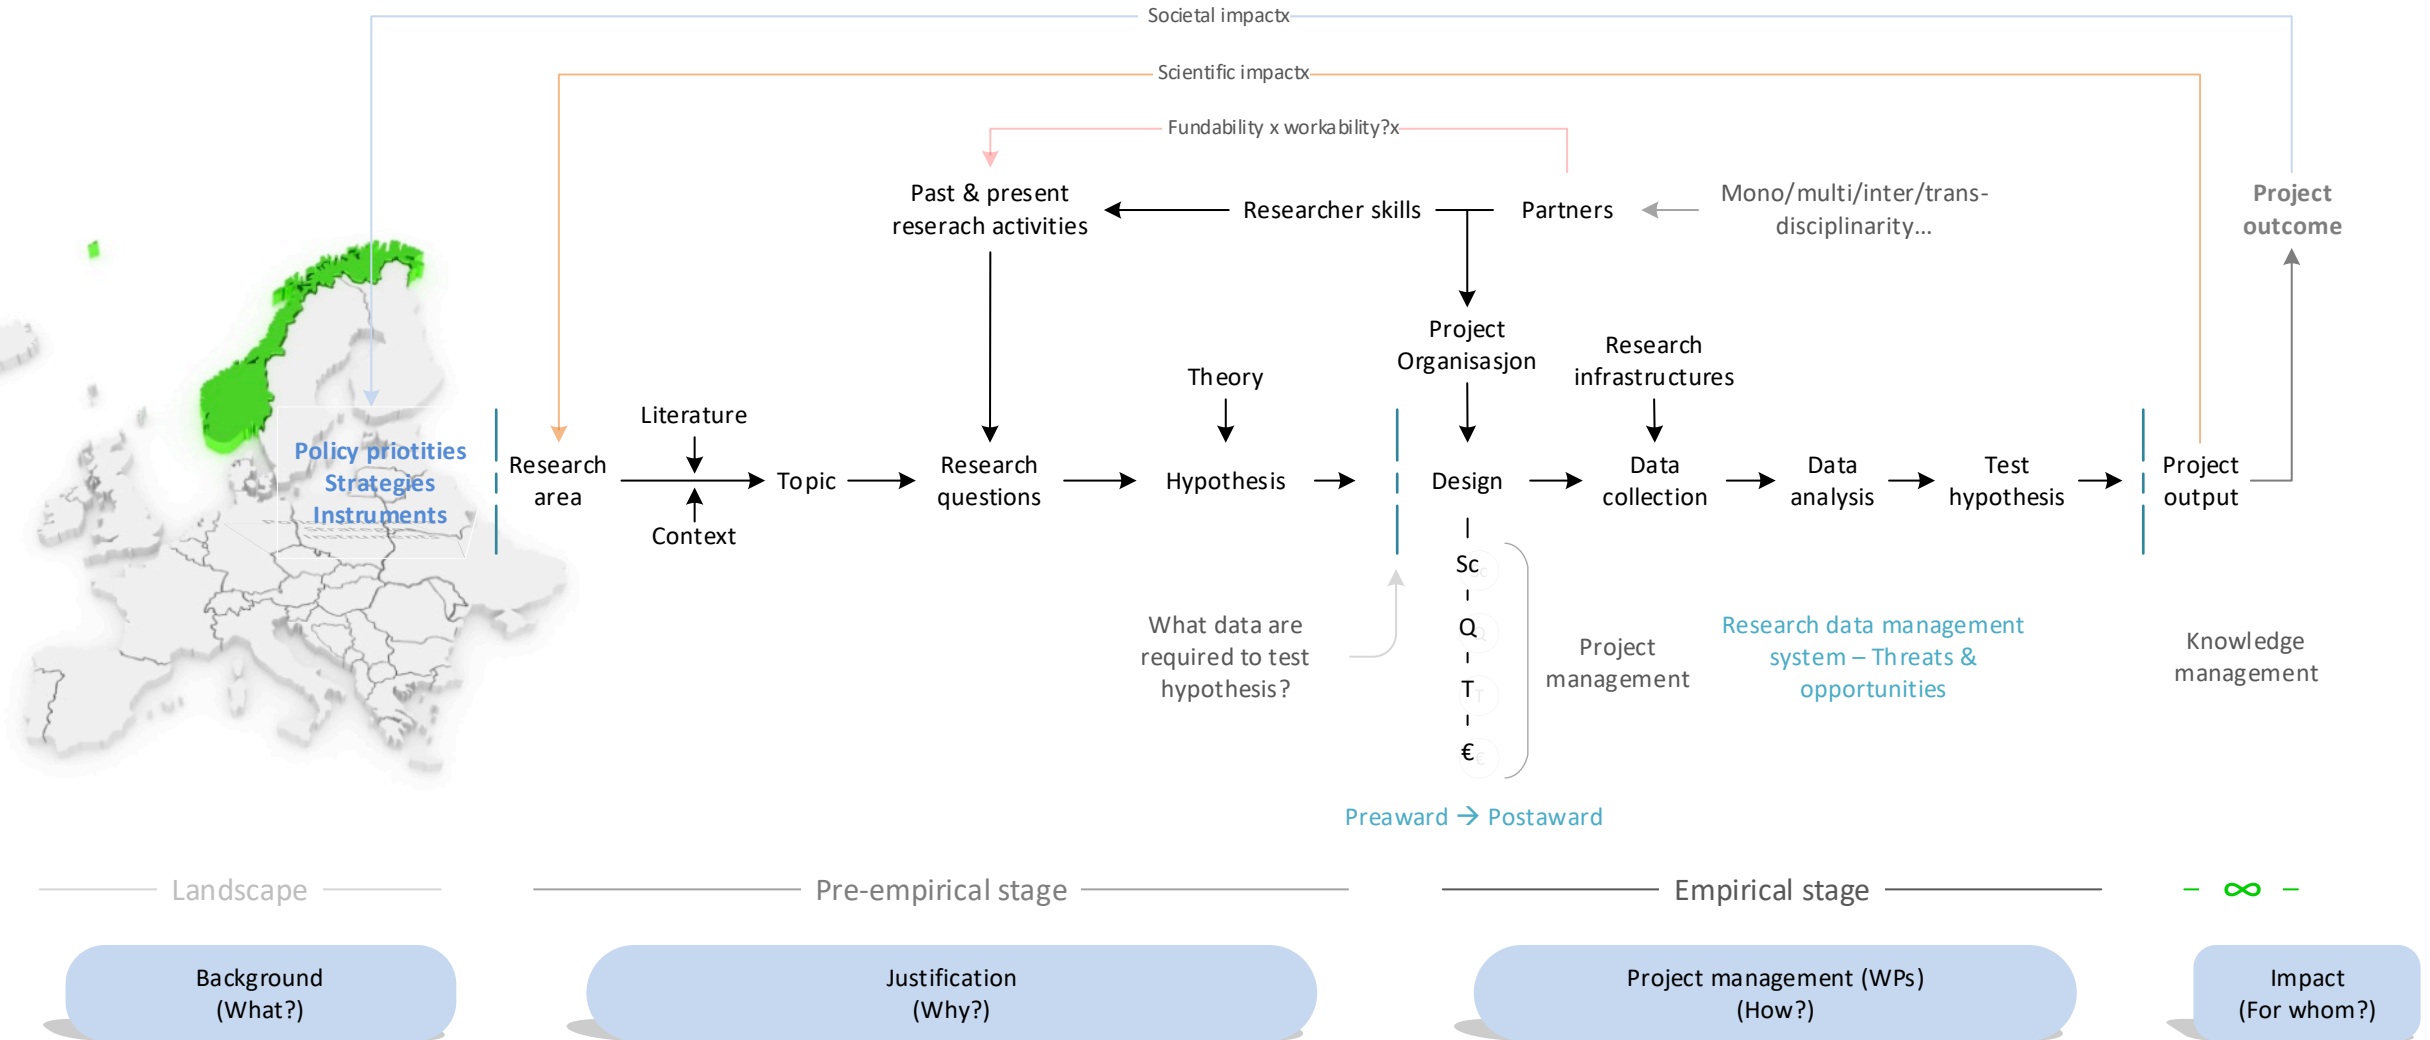 Societal impactx
Scientific impactx
Fundability x workability?x
Past & present
reserach activities
Researcher skills
Partners
Mono/multi/inter/trans-
disciplinarity...
Project
outcome
Project
Organisasjon
Research
infrastructures
Theory
Literature
Policy priotities
Strategies
Instruments
Research
area
Topic
Research
questions
Hypothesis
Design
Data
collection
Data
analysis
Test
hypothesis
Project
output
Context
Sc
Q
T
€
What data are
required to test
hypothesis?
Project
management
Research data management
system – Threats &
opportunities
Knowledge
management
Preaward → Postaward
Landscape
Pre-empirical stage
Empirical stage
∞
Background
(What?)
Justification
(Why?)
Project management (WPs)
(How?)
Impact
(For whom?)